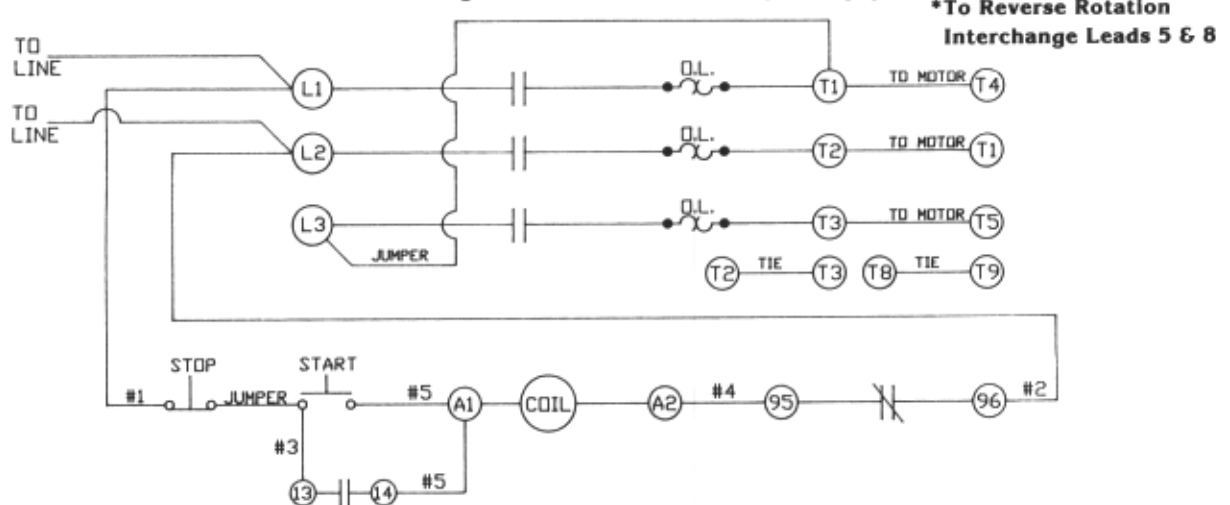 *To Reverse Rotation
Interchange Leads 5 & 8
TO
LINE
L1
O.L.
T1
TO MOTOR
T4
TO
LINE
L2
O.L.
T2
TO MOTOR
T1
L3
O.L.
T3
TO MOTOR
T5
JUMPER
T2
TIE
T3
T8
TIE
T9
STOP
START
#1
JUMPER
#5
A1
COIL
A2
#4
95
96
#2
#3
13
14
#5